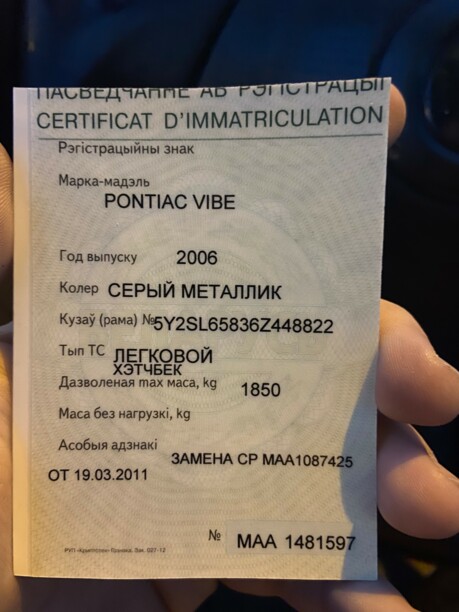 ПАСВЕДЧАННЕ АБ РЭГІСТРАЦЫІ
CERTIFICAT D'IMMATRICULATION
Рэгістрацыйны знак
Марка-мадэль
PONTIAC VIBE
Год выпуску 2006
Колер СЕРЫЙ МЕТАЛЛИК
Кузаў (рама) № 5Y2SL65836Z448822
Тып ТС ЛЕГКОВОЙ
ХЭТЧБЕК
Дазволеная max маса, kg 1850
Маса без нагрузкі, kg
Асобыя адзнакі
ЗАМЕНА СР МАА1087425
ОТ 19.03.2011
№ МАА 1481597